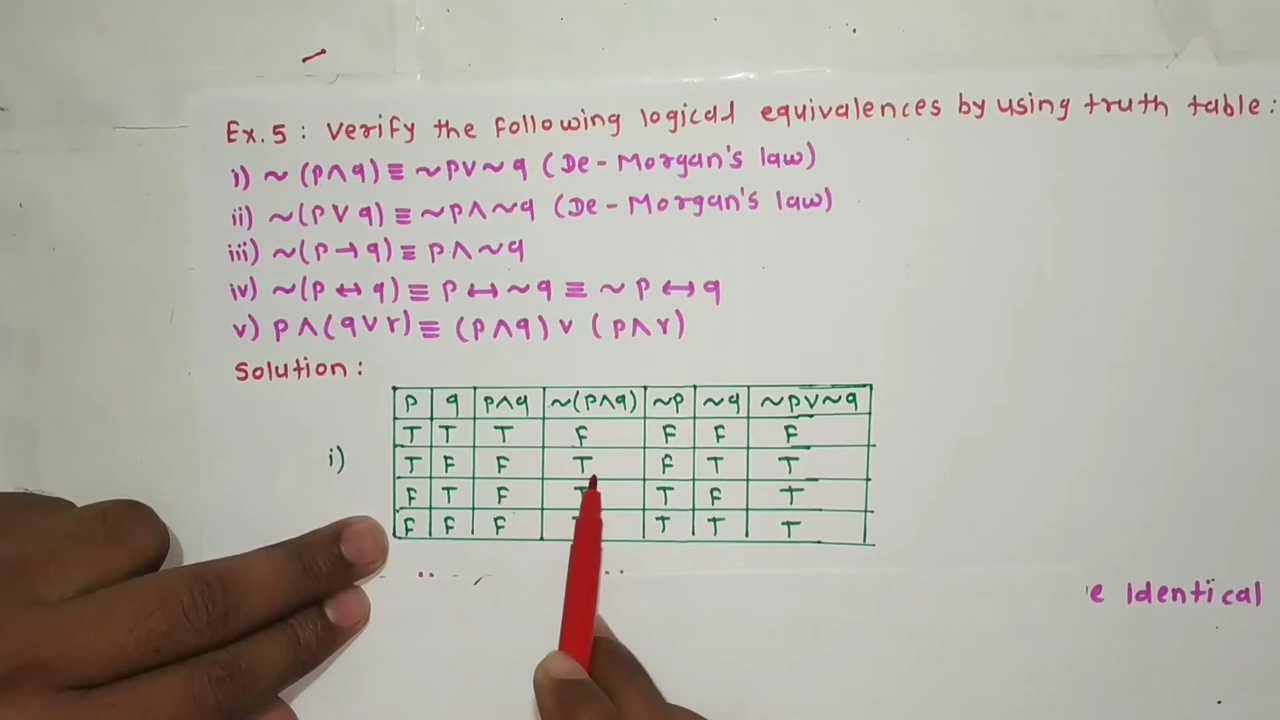 Ex.5 : Verify the following logical equivalences by using truth table :
i) ~ (p∧q) ≡ ~p∨~q (De-Morgan's law)
ii) ~(p∨q) ≡ ~p∧~q (De-Morgan's law)
iii) ~(p→q) ≡ p∧~q
iv) ~(p↔q) ≡ p↔~q ≡ ~p↔q
v) p∧(q∨r) ≡ (p∧q)∨(p∧r)
Solution :
i)
p q p∧q ~(p∧q) ~p ~q ~p∨~q
T T T F F F F
T F F T F T T
F T F T T F T
F F F T T T
identical